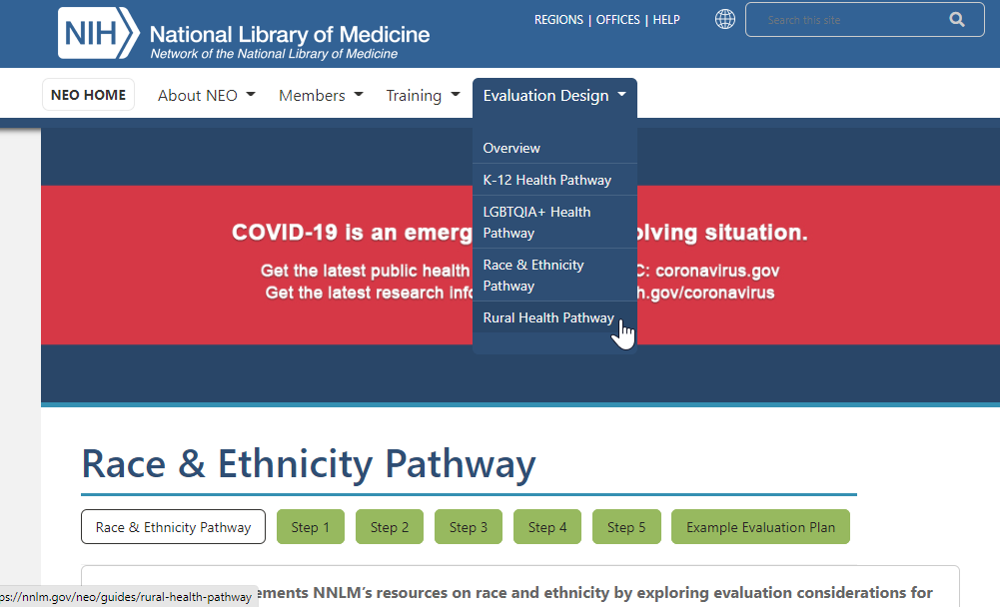 REGIONS | OFFICES | HELP
Search this site
NIH National Library of Medicine
Network of the National Library of Medicine
NEO HOME About NEO Members Training Evaluation Design
Overview
K-12 Health Pathway
LGBTQIA+ Health
Pathway
Race & Ethnicity
Pathway
Rural Health Pathway
COVID-19 is an emerg olving situation.
Get the latest public health C: coronavirus.gov
Get the latest research info h.gov/coronavirus
Race & Ethnicity Pathway
Race & Ethnicity Pathway Step 1 Step 2 Step 3 Step 4 Step 5 Example Evaluation Plan
ements NNLM's resources on race and ethnicity by exploring evaluation considerations for
ps://nnlm.gov/neo/guides/rural-health-pathway